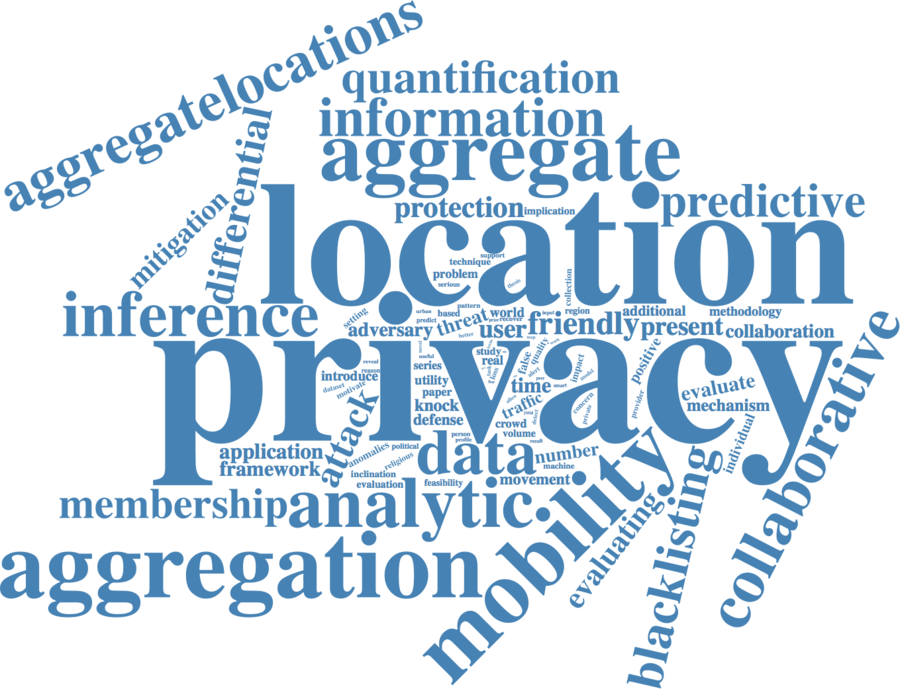 aggregatelocations
quantification
information
aggregate
differential
mitigation
location
protection
implication
predictive
support
technique
problem
serious
thesis
collection
inference
setting
urban
pattern
predict
based
threat
world
better
adversary
user
friendly
region
input
additional
methodology
present
collaboration
privacy
reveal
reason
introduce
dataset
motivate
useful
series
utility
paper
knock
defense
study
real
time
false
quality
traffic
crowd
volume
impact
concern
private
positive
provider
evaluate
mechanism
individual
attack
application
framework
anomalies
political
religious
inclination
evaluation
data
person
profile
result
number
machine
feasibility
movement
membership
analytic
aggregation
mobility
evaluating
blacklisting
collaborative